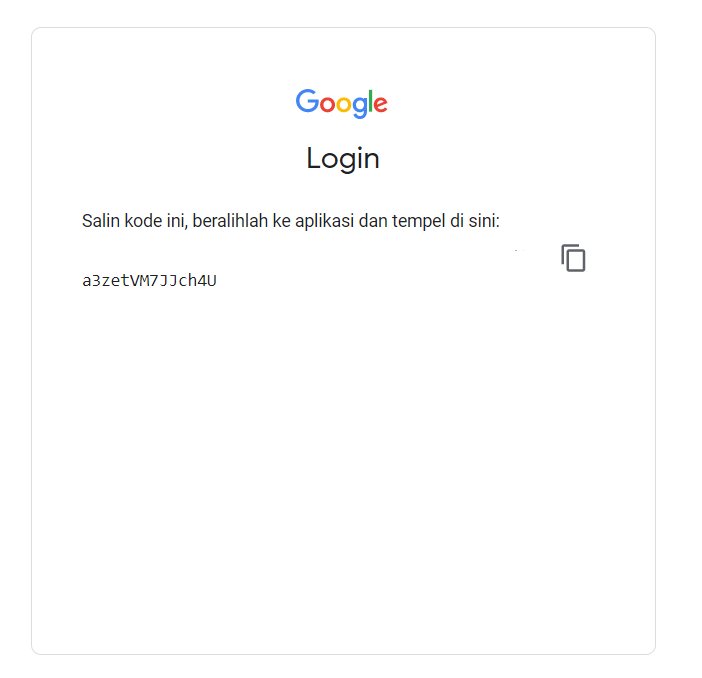 Google
Login
Salin kode ini, beralihlah ke aplikasi dan tempel di sini:
a3zetVM7JJch4U